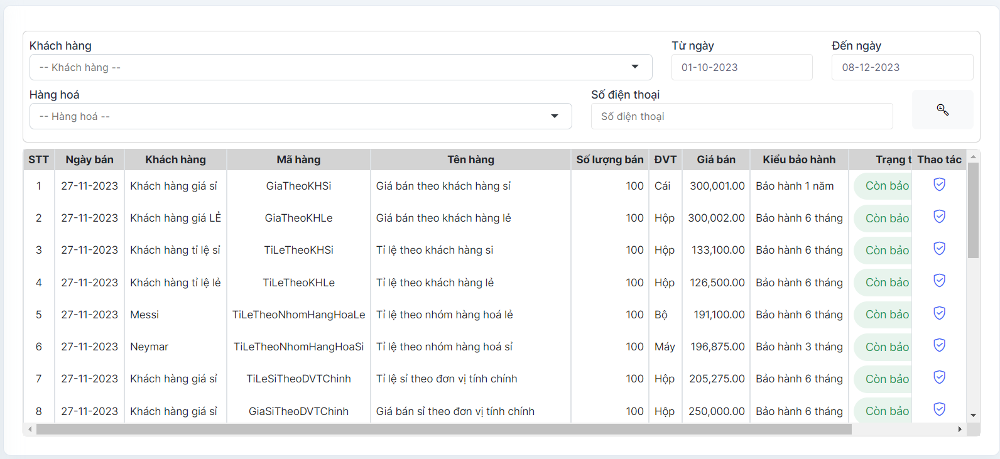 Khách hàng Từ ngày Đến ngày
-- Khách hàng -- 01-10-2023 08-12-2023
Hàng hoá Số điện thoại
-- Hàng hoá -- Số điện thoại
STT Ngày bán Khách hàng Mã hàng Tên hàng Số lượng bán ĐVT Giá bán Kiểu bảo hành Trạng t Thao tác
1 27-11-2023 Khách hàng giá sỉ GiaTheoKHSi Giá bán theo khách hàng sỉ 100 Cái 300,001.00 Bảo hành 1 năm Còn bảo
2 27-11-2023 Khách hàng giá LẺ GiaTheoKHLe Giá bán theo khách hàng lẻ 100 Hộp 300,002.00 Bảo hành 6 tháng Còn bảo
3 27-11-2023 Khách hàng tỉ lệ sỉ TiLeTheoKHSi Tỉ lệ theo khách hàng si 100 Hộp 133,100.00 Bảo hành 6 tháng Còn bảo
4 27-11-2023 Khách hàng tỉ lệ lẻ TiLeTheoKHLe Tỉ lệ theo khách hàng lẻ 100 Hộp 126,500.00 Bảo hành 6 tháng Còn bảo
5 27-11-2023 Messi TiLeTheoNhomHangHoaLe Tỉ lệ theo nhóm hàng hoá lẻ 100 Bộ 191,100.00 Bảo hành 6 tháng Còn bảo
6 27-11-2023 Neymar TiLeTheoNhomHangHoaSi Tỉ lệ theo nhóm hàng hoá sỉ 100 Máy 196,875.00 Bảo hành 3 tháng Còn bảo
7 27-11-2023 Khách hàng giá sỉ TiLeSiTheoDVTChinh Tỉ lệ sỉ theo đơn vị tính chính 100 Hộp 205,275.00 Bảo hành 6 tháng Còn bảo
8 27-11-2023 Khách hàng giá sỉ GiaSiTheoDVTChinh Giá bán sỉ theo đơn vị tính chính 100 Hộp 250,000.00 Bảo hành 6 tháng Còn bảo